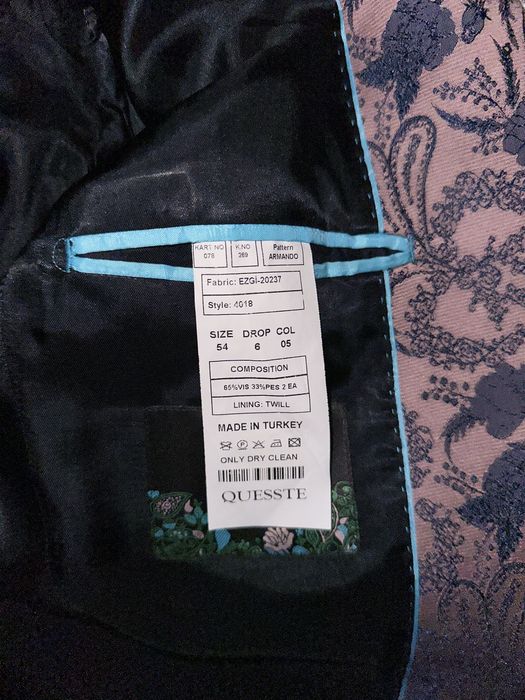 KART NO K.NO Pattern
078 269 ARMANDO
Fabric: EZGİ-20237
Style: 4018
SIZE DROP COL
54 6 05
COMPOSITION
65%VIS 33%PES 2 EA
LINING: TWILL
MADE IN TURKEY
ONLY DRY CLEAN
QUESSTE